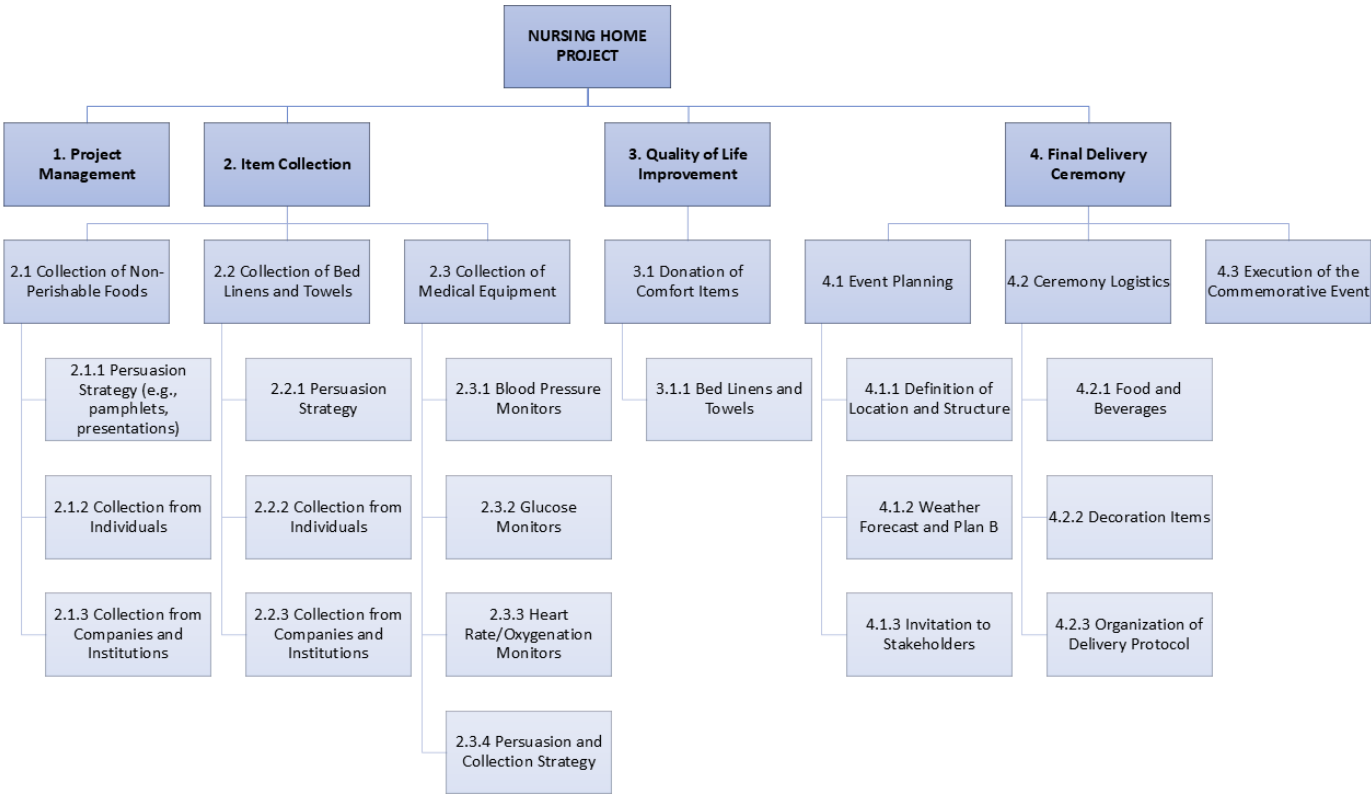 NURSING HOME
PROJECT
1. Project
Management
2. Item Collection
3. Quality of Life
Improvement
4. Final Delivery
Ceremony
2.1 Collection of Non-
Perishable Foods
2.2 Collection of Bed
Linens and Towels
2.3 Collection of
Medical Equipment
3.1 Donation of
Comfort Items
4.1 Event Planning
4.2 Ceremony Logistics
4.3 Execution of the
Commemorative Event
2.1.1 Persuasion
Strategy (e.g.,
pamphlets,
presentations)
2.2.1 Persuasion
Strategy
2.3.1 Blood Pressure
Monitors
3.1.1 Bed Linens and
Towels
4.1.1 Definition of
Location and Structure
4.2.1 Food and
Beverages
2.1.2 Collection from
Individuals
2.2.2 Collection from
Individuals
2.3.2 Glucose
Monitors
4.1.2 Weather
Forecast and Plan B
4.2.2 Decoration Items
2.1.3 Collection from
Companies and
Institutions
2.2.3 Collection from
Companies and
Institutions
2.3.3 Heart
Rate/Oxygenation
Monitors
4.1.3 Invitation to
Stakeholders
4.2.3 Organization of
Delivery Protocol
2.3.4 Persuasion and
Collection Strategy